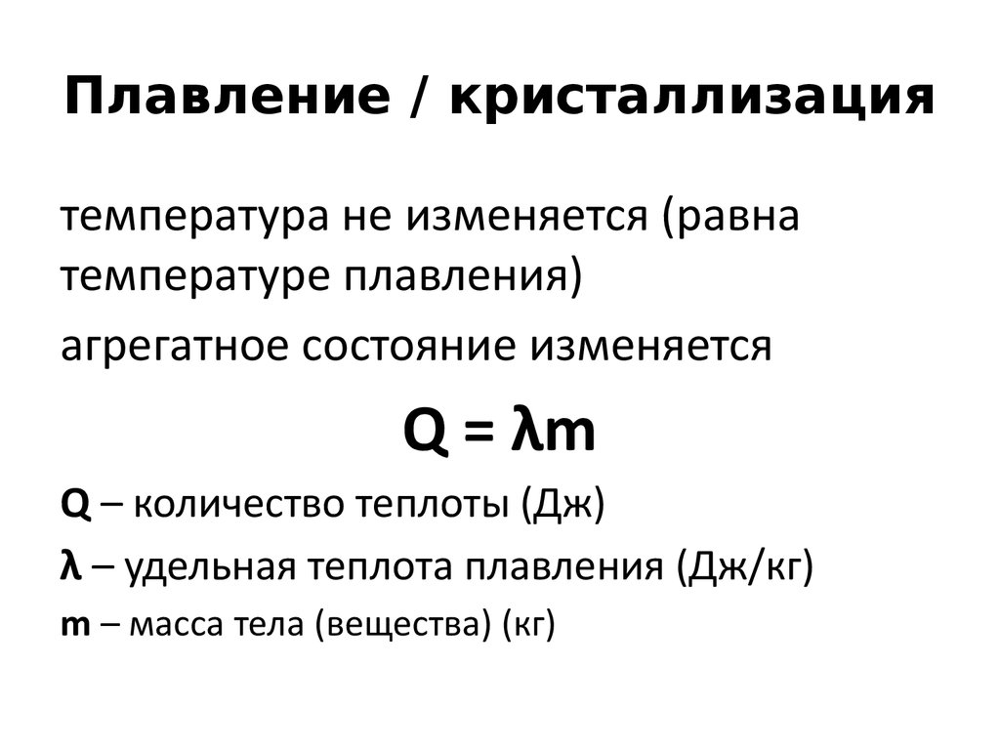 Плавление / кристаллизация
температура не изменяется (равна
температуре плавления)
агрегатное состояние изменяется
Q = λm
Q – количество теплоты (Дж)
λ – удельная теплота плавления (Дж/кг)
m – масса тела (вещества) (кг)